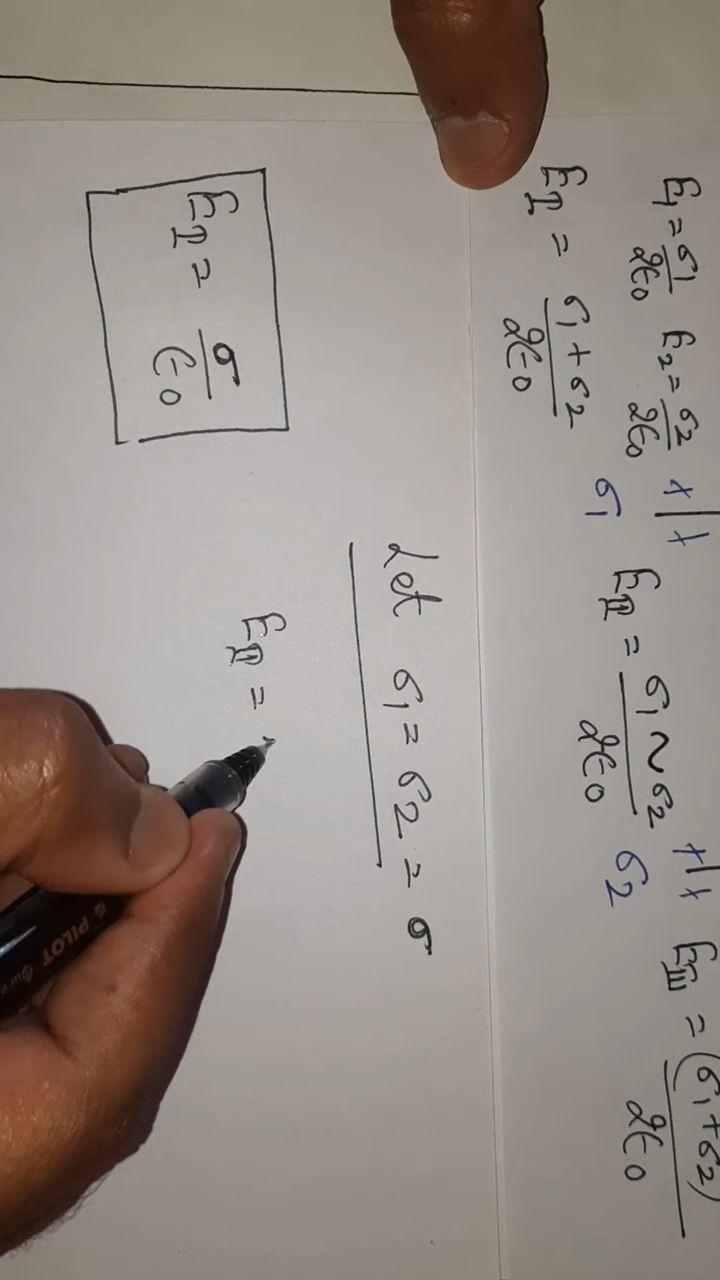 E₁ = σ₁/2ϵ₀ E₂ = σ₂/2ϵ₀ + | + + | +
E_I = σ₁ + σ₂/2ϵ₀ σ₁ E_II = σ₁ ~ σ₂/2ϵ₀ σ₂ E_III = (σ₁ + σ₂)/2ϵ₀
Let σ₁ = σ₂ = σ
E_I = σ/ϵ₀ E_II =
PILOT